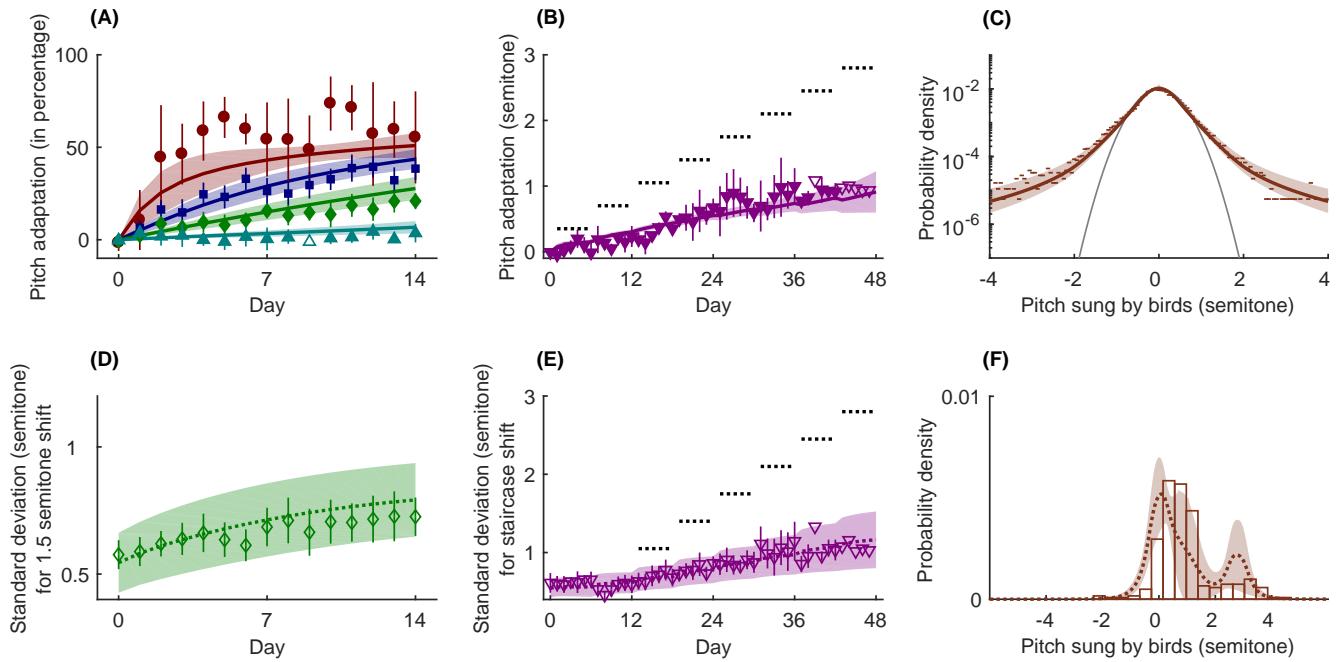 (A)
Pitch adaptation (in percentage)
100
50
0
0 7 14
Day
(B)
Pitch adaptation (semitone)
3
2
1
0
0 12 24 36 48
Day
(C)
Probability density
10-2
10-4
10-6
-4 -2 0 2 4
Pitch sung by birds (semitone)
(D)
Standard deviation (semitone)
for 1.5 semitone shift
1
0.5
0 7 14
Day
(E)
Standard deviation (semitone)
for staircase shift
3
2
1
0 12 24 36 48
Day
(F)
Probability density
0.01
0
-4 -2 0 2 4
Pitch sung by birds (semitone)